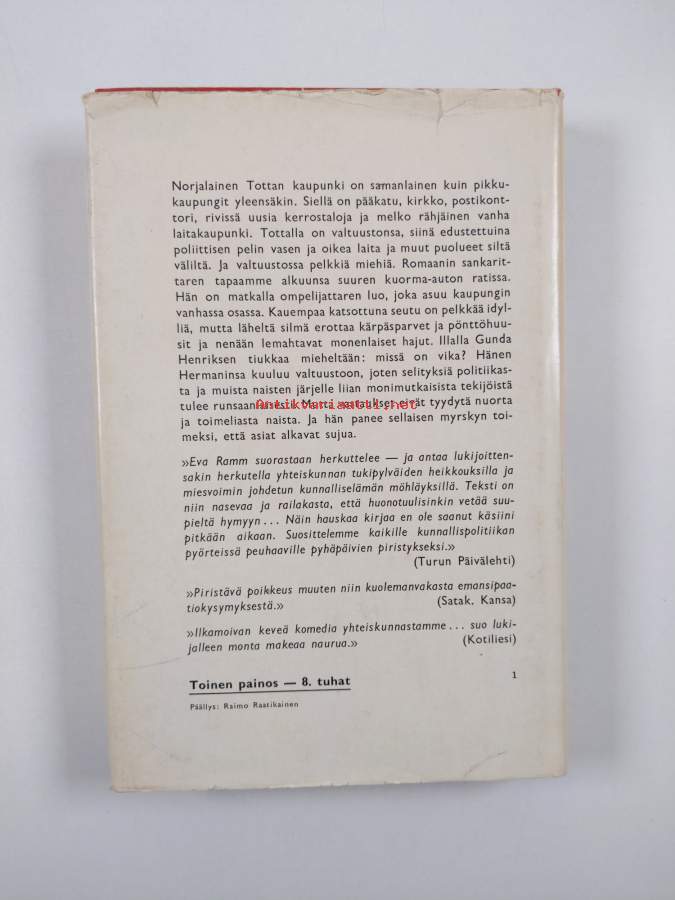 Norjalainen Tottan kaupunki on samanlainen kuin pikku-
kaupungit yleensäkin. Siellä on pääkatu, kirkko, postikont-
tori, rivissä uusia kerrostaloja ja melko rähjäinen vanha
laitakaupunki. Tottalla on valtuustonsa, siinä edustettuina
poliittisen pelin vasen ja oikea laita ja muut puolueet siltä
väliltä. Ja valtuustossa pelkkiä miehiä. Romaanin sankarit-
taren tapaamme alkuunsa suuren kuorma-auton ratissa.
Hän on matkalla ompelijattaren luo, joka asuu kaupungin
vanhassa osassa. Kauempaa katsottuna seutu on pelkkää idyl-
liä, mutta läheltä silmä erottaa kärpäsparvet ja pönttöhuu-
sit ja nenään lemahtavat monenlaiset hajut. Illalla Gunda
Henriksen tiukkaa mieheltään: missä on vika? Hänen
Hermaninsa kuuluu valtuustoon, joten selityksiä politiikas-
ta ja muista naisten järjelle liian monimutkaisista tekijöistä
tulee runsaanlaisesti. Mutta vastaukset eivät tyydytä nuorta
Antikvariaatti.net
ja toimeliasta naista. Ja hän panee sellaisen myrskyn toi-
meksi, että asiat alkavat sujua.
»Eva Ramm suorastaan herkuttelee — ja antaa lukijoitten-
sakin herkutella yhteiskunnan tukipylväiden heikkouksilla ja
miesvoimin johdetun kunnalliselämän möhläyksillä. Teksti on
niin nasevaa ja railakasta, että huonotuulisinkin vetää suu-
pieltä hymyyn . . . Näin hauskaa kirjaa en ole saanut käsiini
pitkään aikaan. Suosittelemme kaikille kunnallispolitiikan
pyörteissä peuhaaville pyhäpäivien piristykseksi.»
(Turun Päivälehti)
»Piristävä poikkeus muuten niin kuolemanvakasta emansipaa-
tiokysymyksestä.» (Satak. Kansa)
»Ilkamoivan keveä komedia yhteiskunnastamme . . . suo luki-
jalleen monta makeaa naurua.» (Kotiliesi)
Toinen painos — 8. tuhat 1
Päällys: Raimo Raatikainen